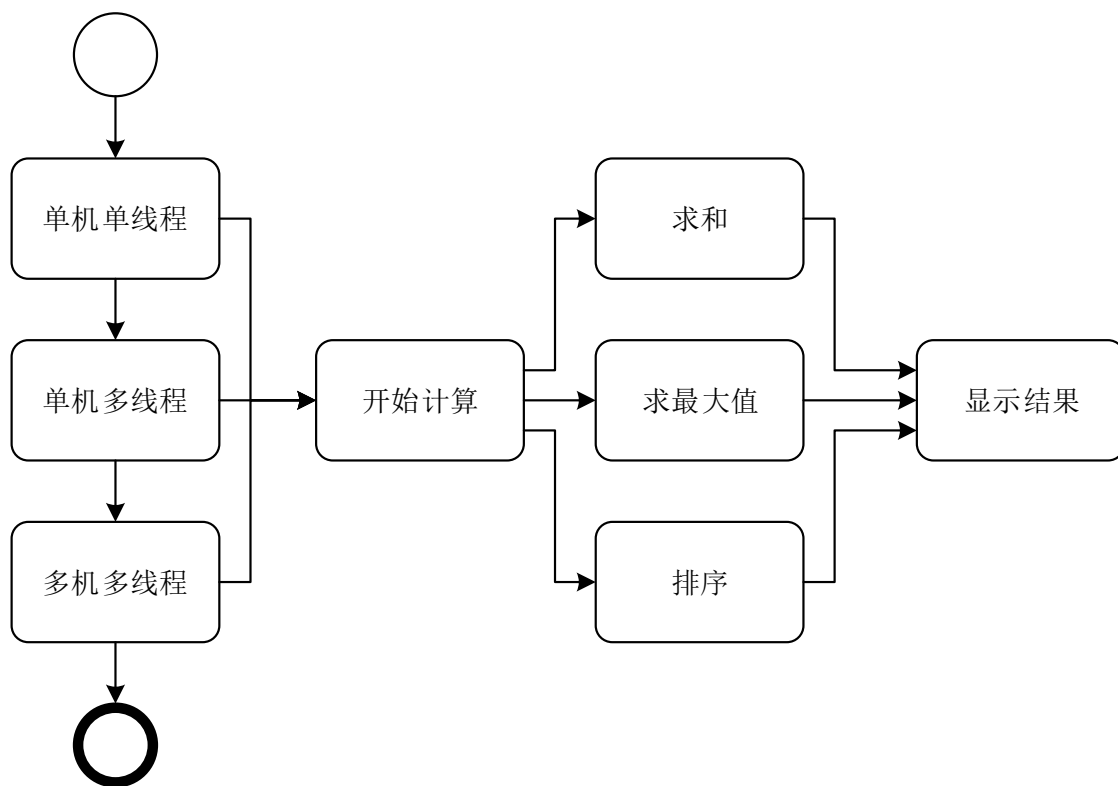 单机单线程
单机多线程
多机多线程
开始计算
求和
求最大值
排序
显示结果